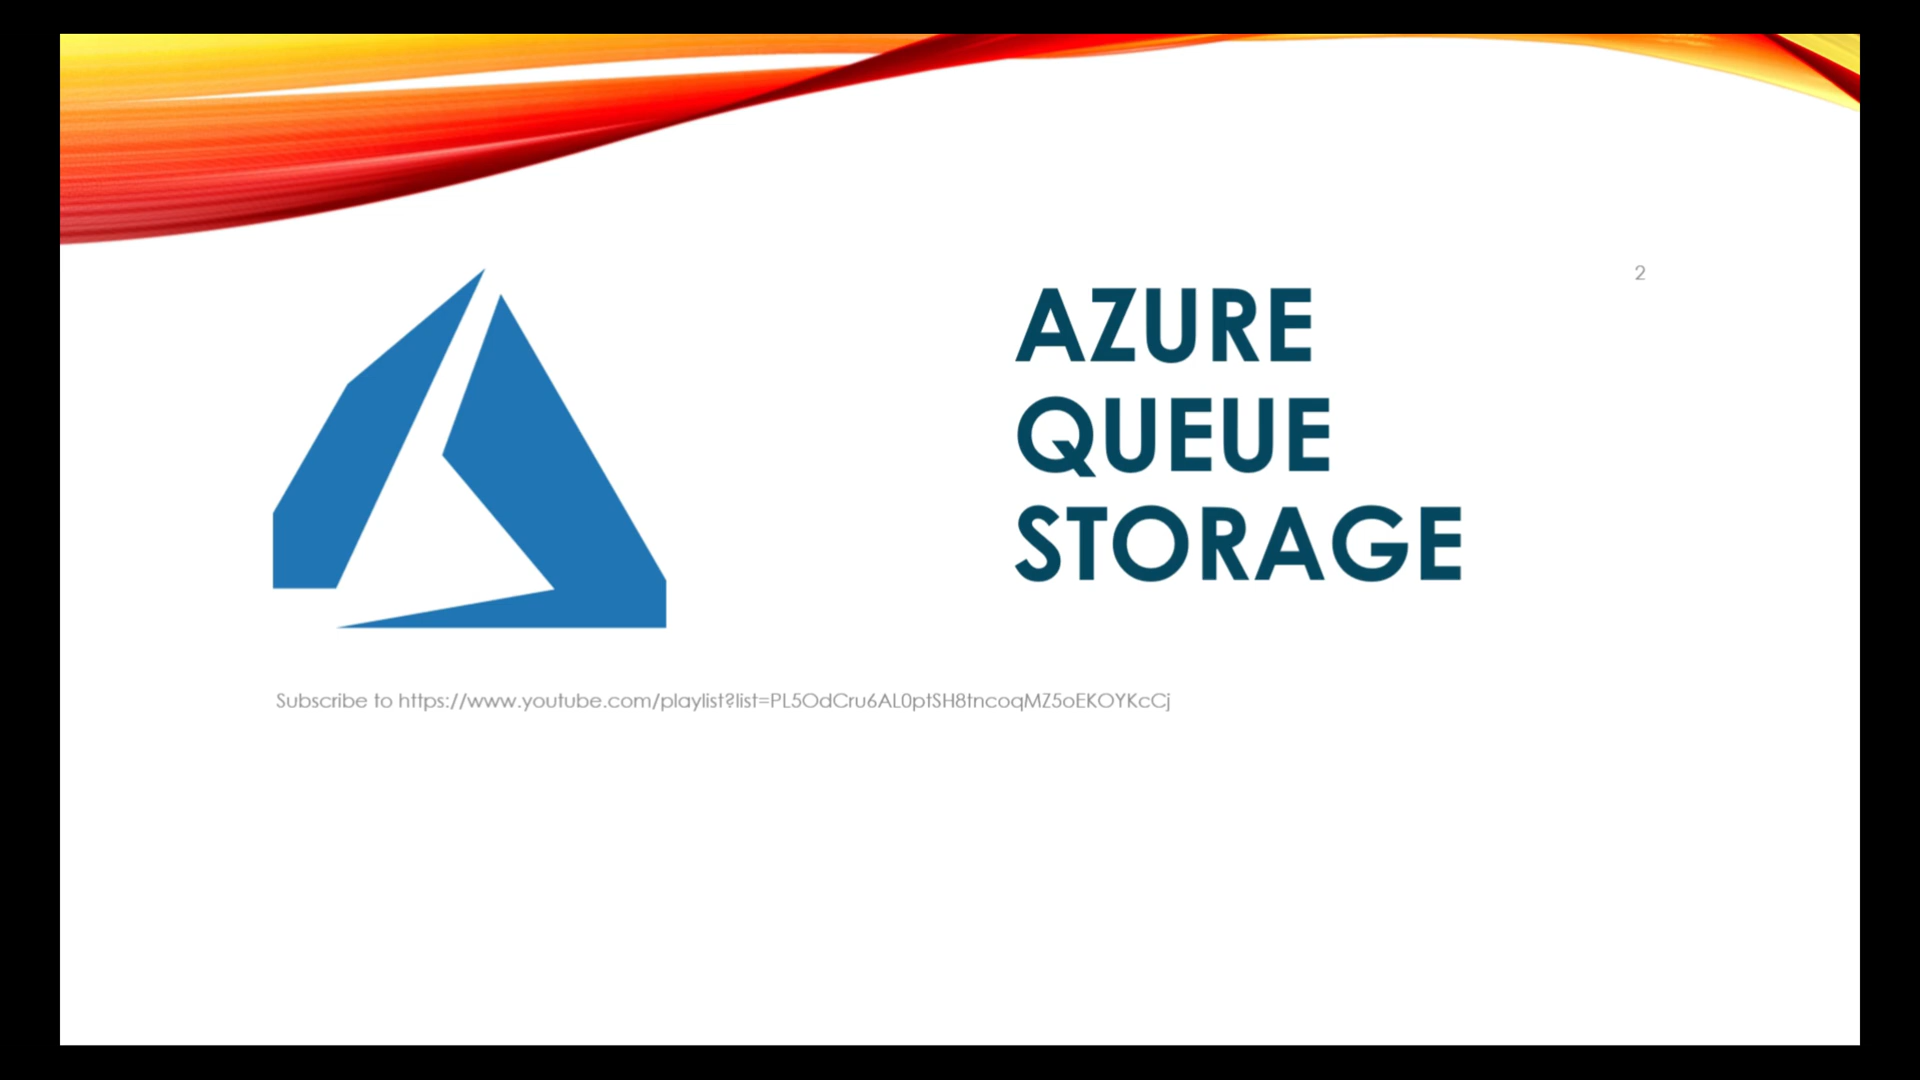 2
AZURE
QUEUE
STORAGE
Subscribe to https://www.youtube.com/playlist?list=PL5OdCru6AL0ptSH8tncoqMZ5oEKOYKcCj